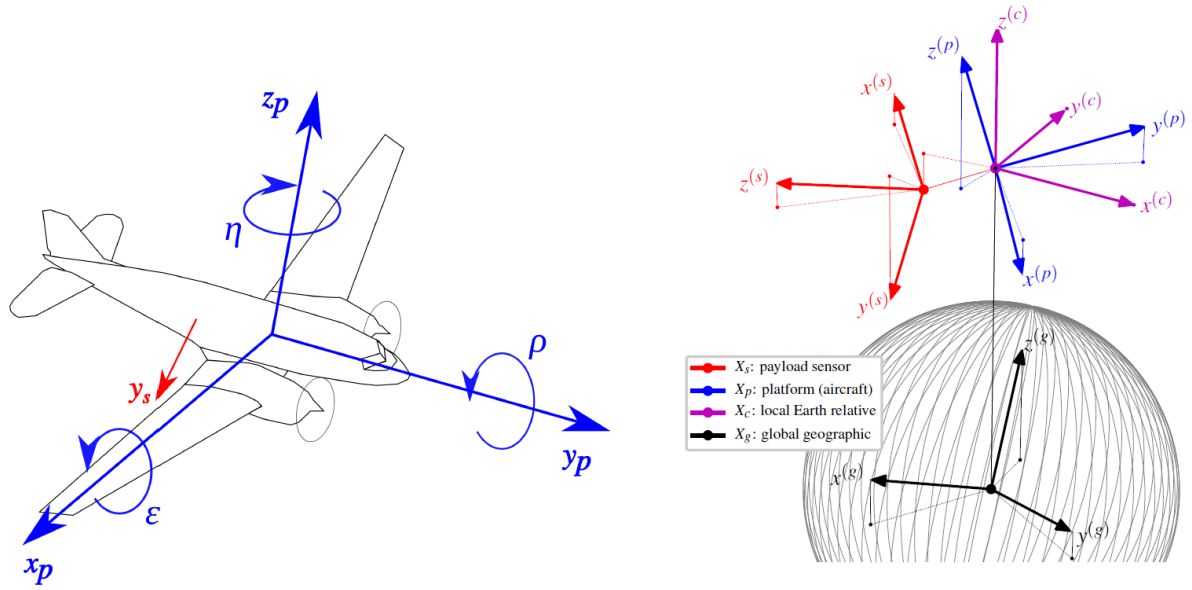 z_p
η
ρ
y_s
y_p
ε
x_p
z^{(c)}
z^{(p)}
x^{(s)}
y^{(c)}
y^{(p)}
z^{(s)}
x^{(c)}
x^{(p)}
y^{(s)}
z^{(g)}
X_s: payload sensor
X_p: platform (aircraft)
X_c: local Earth relative
X_g: global geographic
x^{(g)}
y^{(g)}